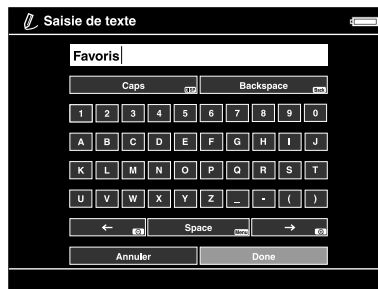 Saisie de texte
Favoris
Caps DISP Backspace Back
1 2 3 4 5 6 7 8 9 0
A B C D E F G H I J
K L M N O P Q R S T
U V W X Y Z _ - ( )
← Space Menu →
Annuler Done